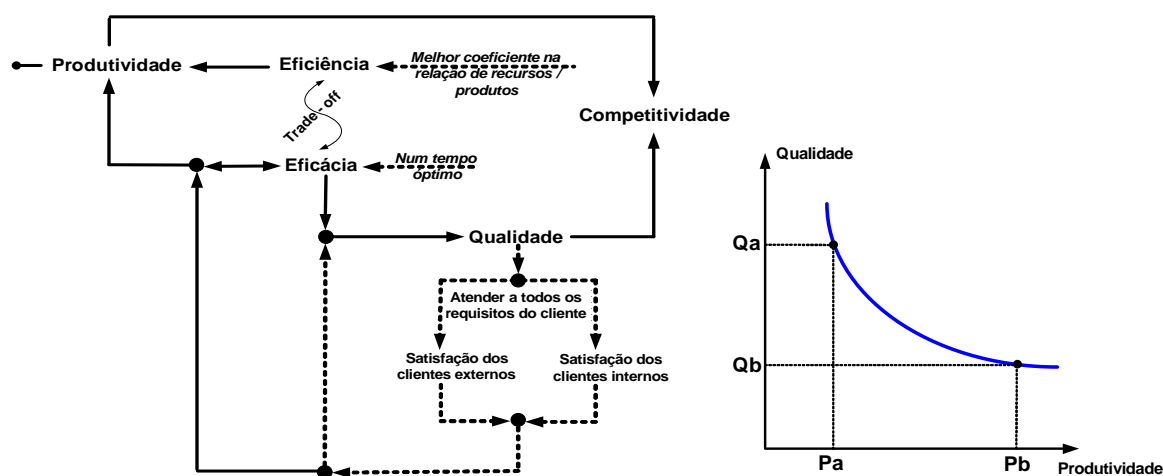 Produtividade
Eficiência
Melhor coeficiente na
relação de recursos /
produtos
Trade - off
Competitividade
Eficácia
Num tempo
óptimo
Qualidade
Atender a todos os
requisitos do cliente
Satisfação dos
clientes externos
Satisfação dos
clientes internos
Qualidade
Qa
Qb
Pa
Pb
Produtividade